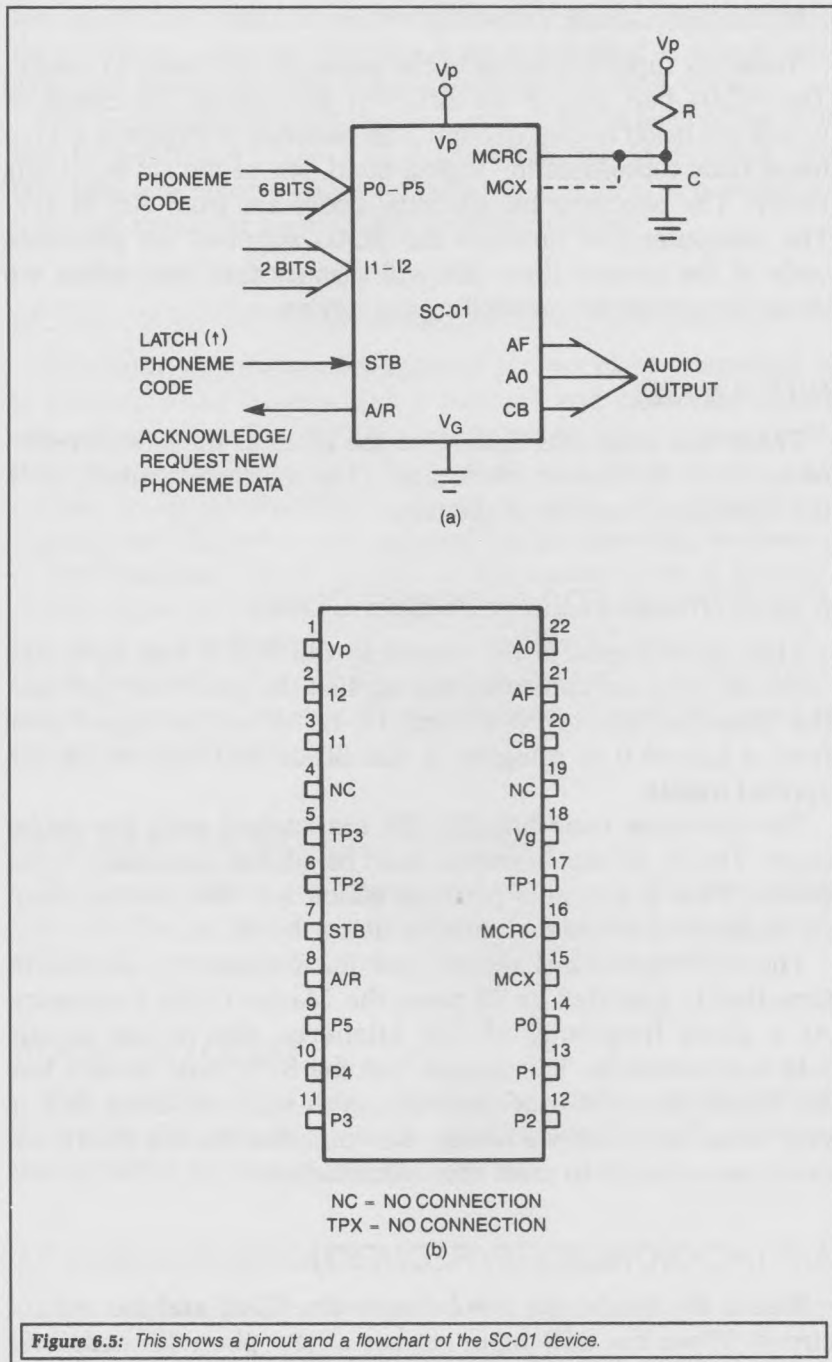 Vp
Vp
Vp
R
MCRC
MCX
C
PHONEME
CODE
6 BITS
P0–P5
2 BITS
I1–I2
SC-01
LATCH (↑)
PHONEME
CODE
STB
A/R
ACKNOWLEDGE/
REQUEST NEW
PHONEME DATA
AF
A0
CB
AUDIO
OUTPUT
VG
(a)
1 Vp
2 12
3 11
4 NC
5 TP3
6 TP2
7 STB
8 A/R
9 P5
10 P4
11 P3
22 A0
21 AF
20 CB
19 NC
18 Vg
17 TP1
16 MCRC
15 MCX
14 P0
13 P1
12 P2
NC = NO CONNECTION
TPX = NO CONNECTION
(b)
Figure 6.5: This shows a pinout and a flowchart of the SC-01 device.